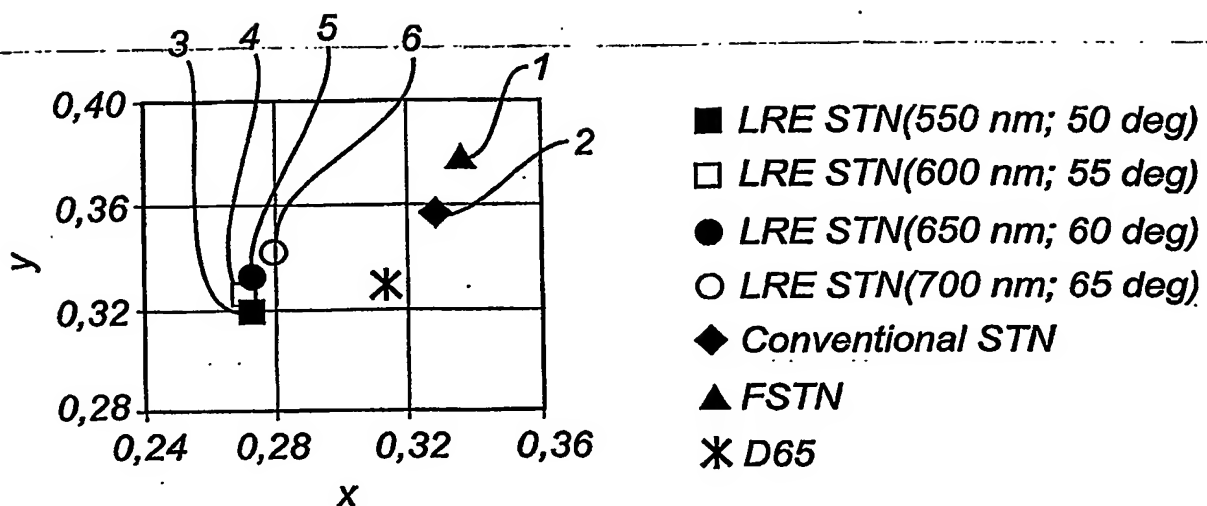 3 4 5 6
1
2
0,40
0,36
0,32
0,28
y
0,24 0,28 0,32 0,36
x
■ LRE STN(550 nm; 50 deg)
□ LRE STN(600 nm; 55 deg)
● LRE STN(650 nm; 60 deg)
○ LRE STN(700 nm; 65 deg)
◆ Conventional STN
▲ FSTN
✳ D65